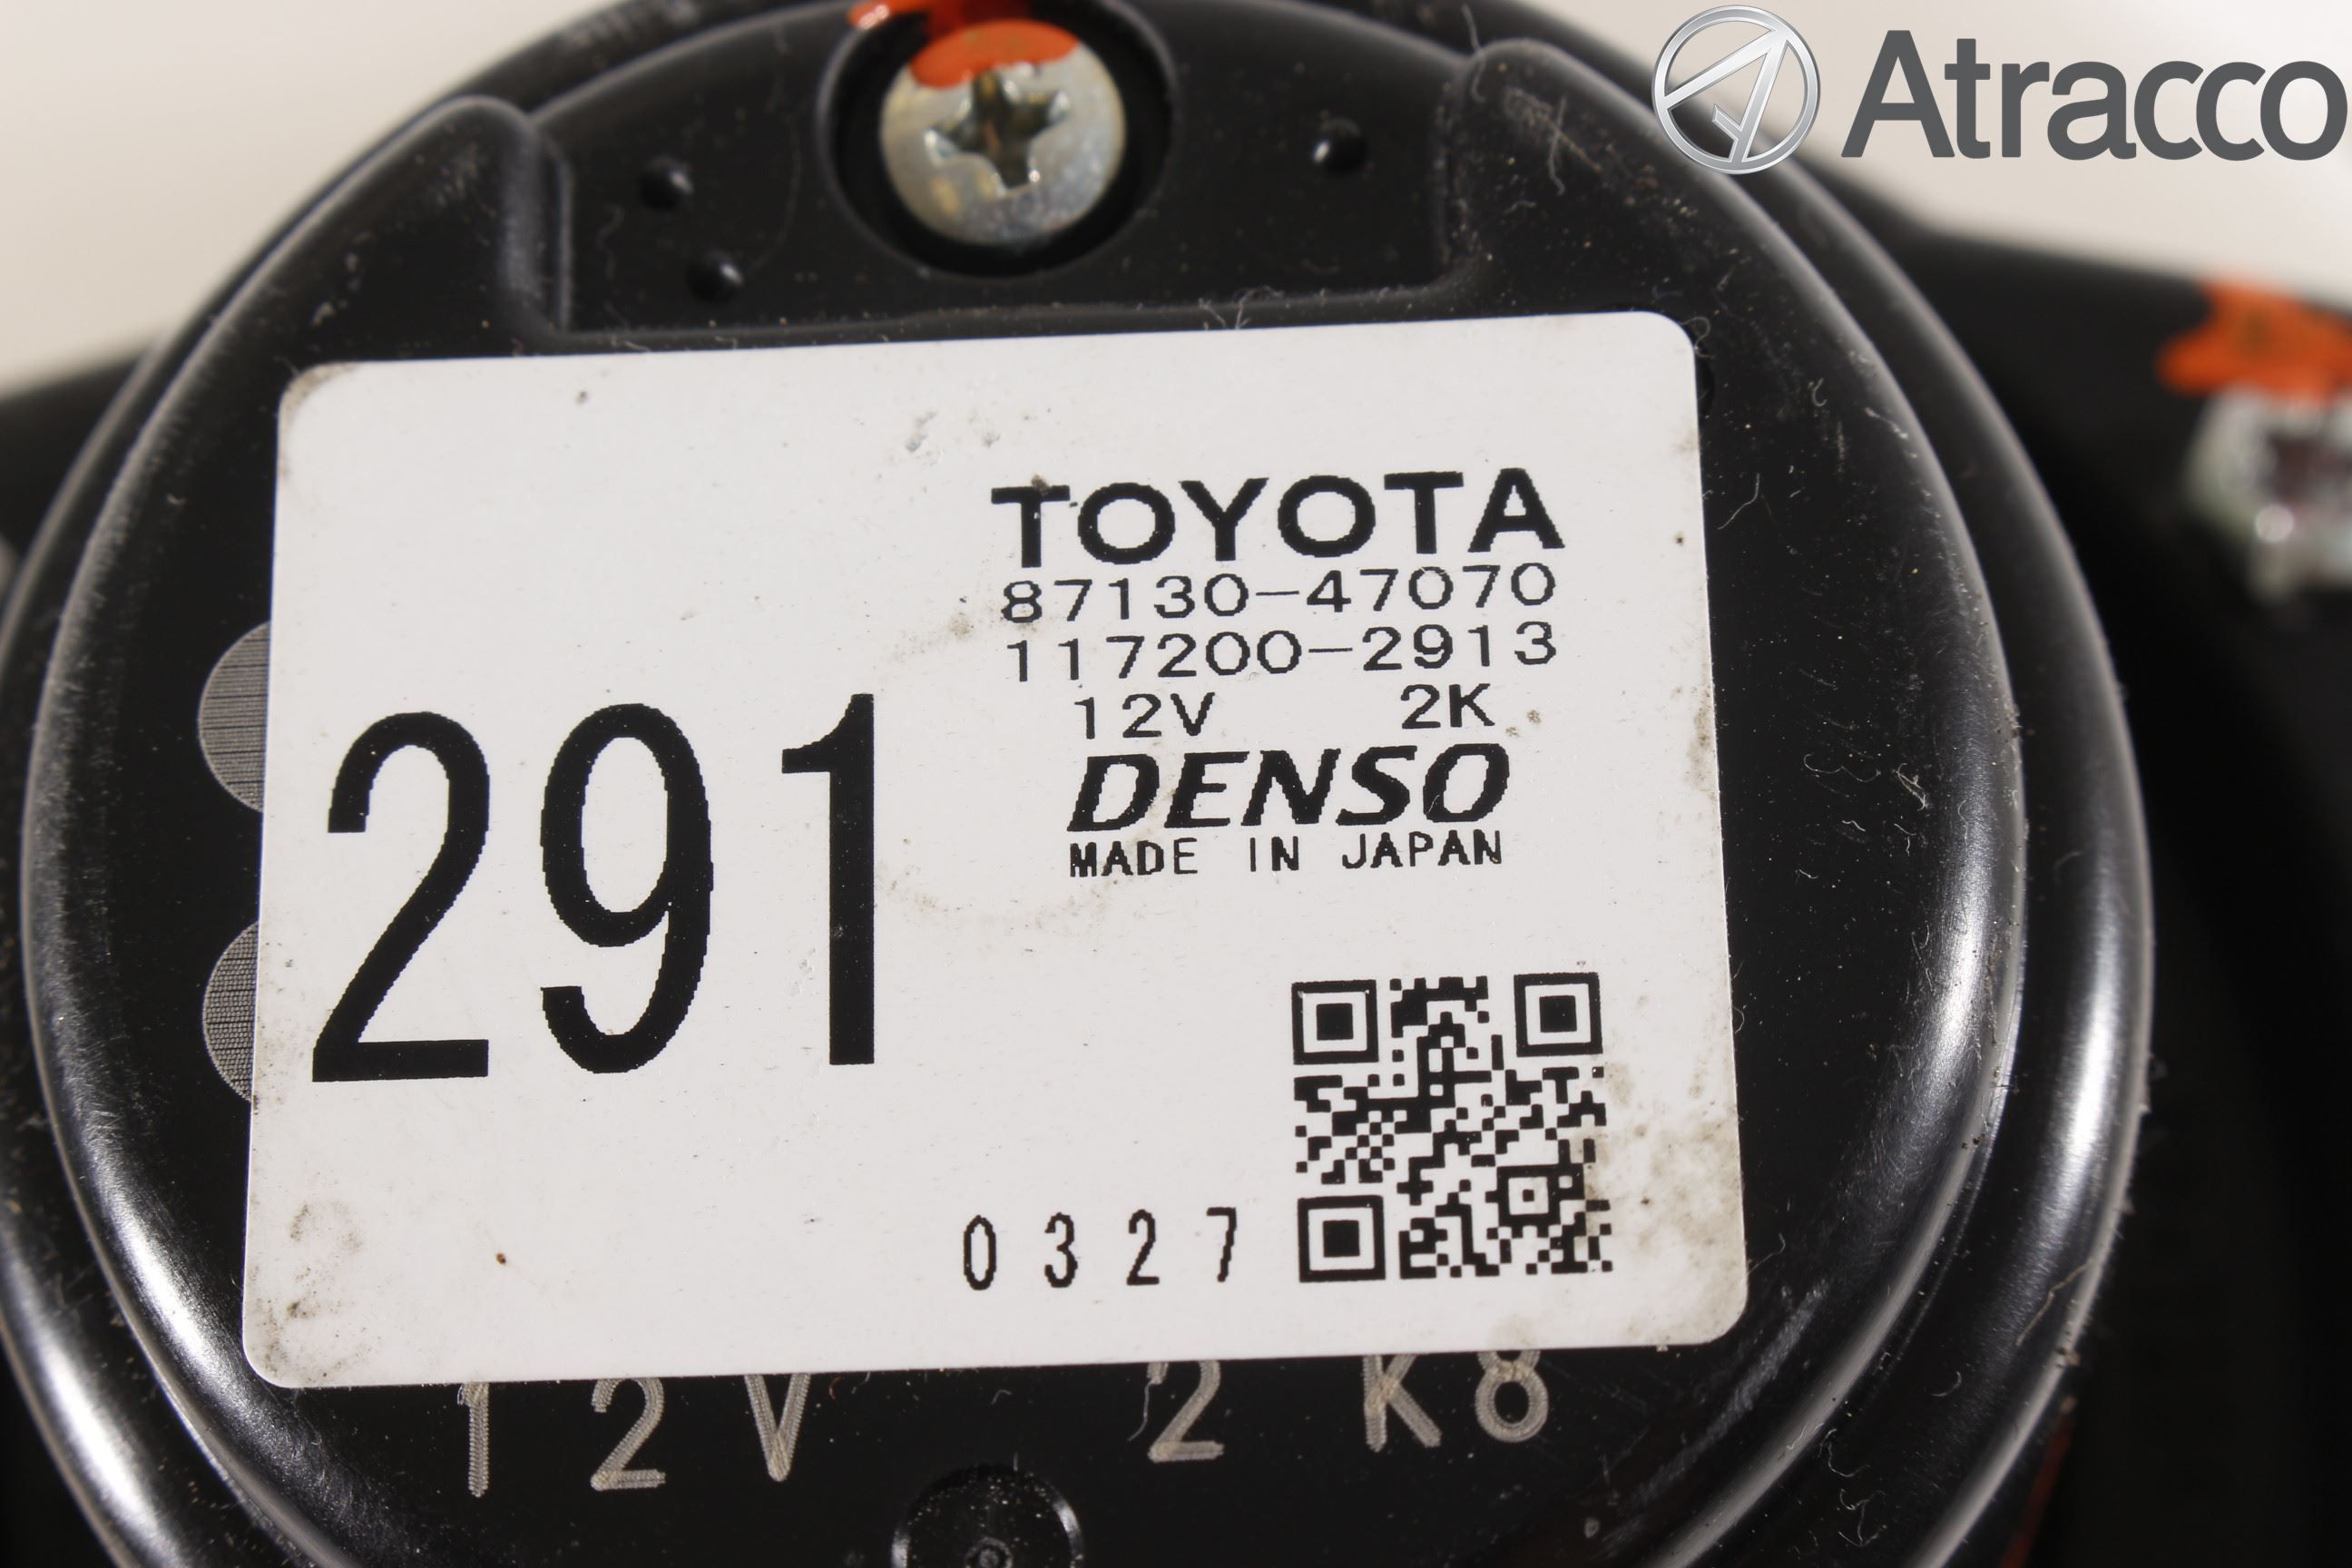 Atracco
TOYOTA
87130-47070
117200-2913
12V 2K
DENSO
MADE IN JAPAN
291
0327
12V 2K8